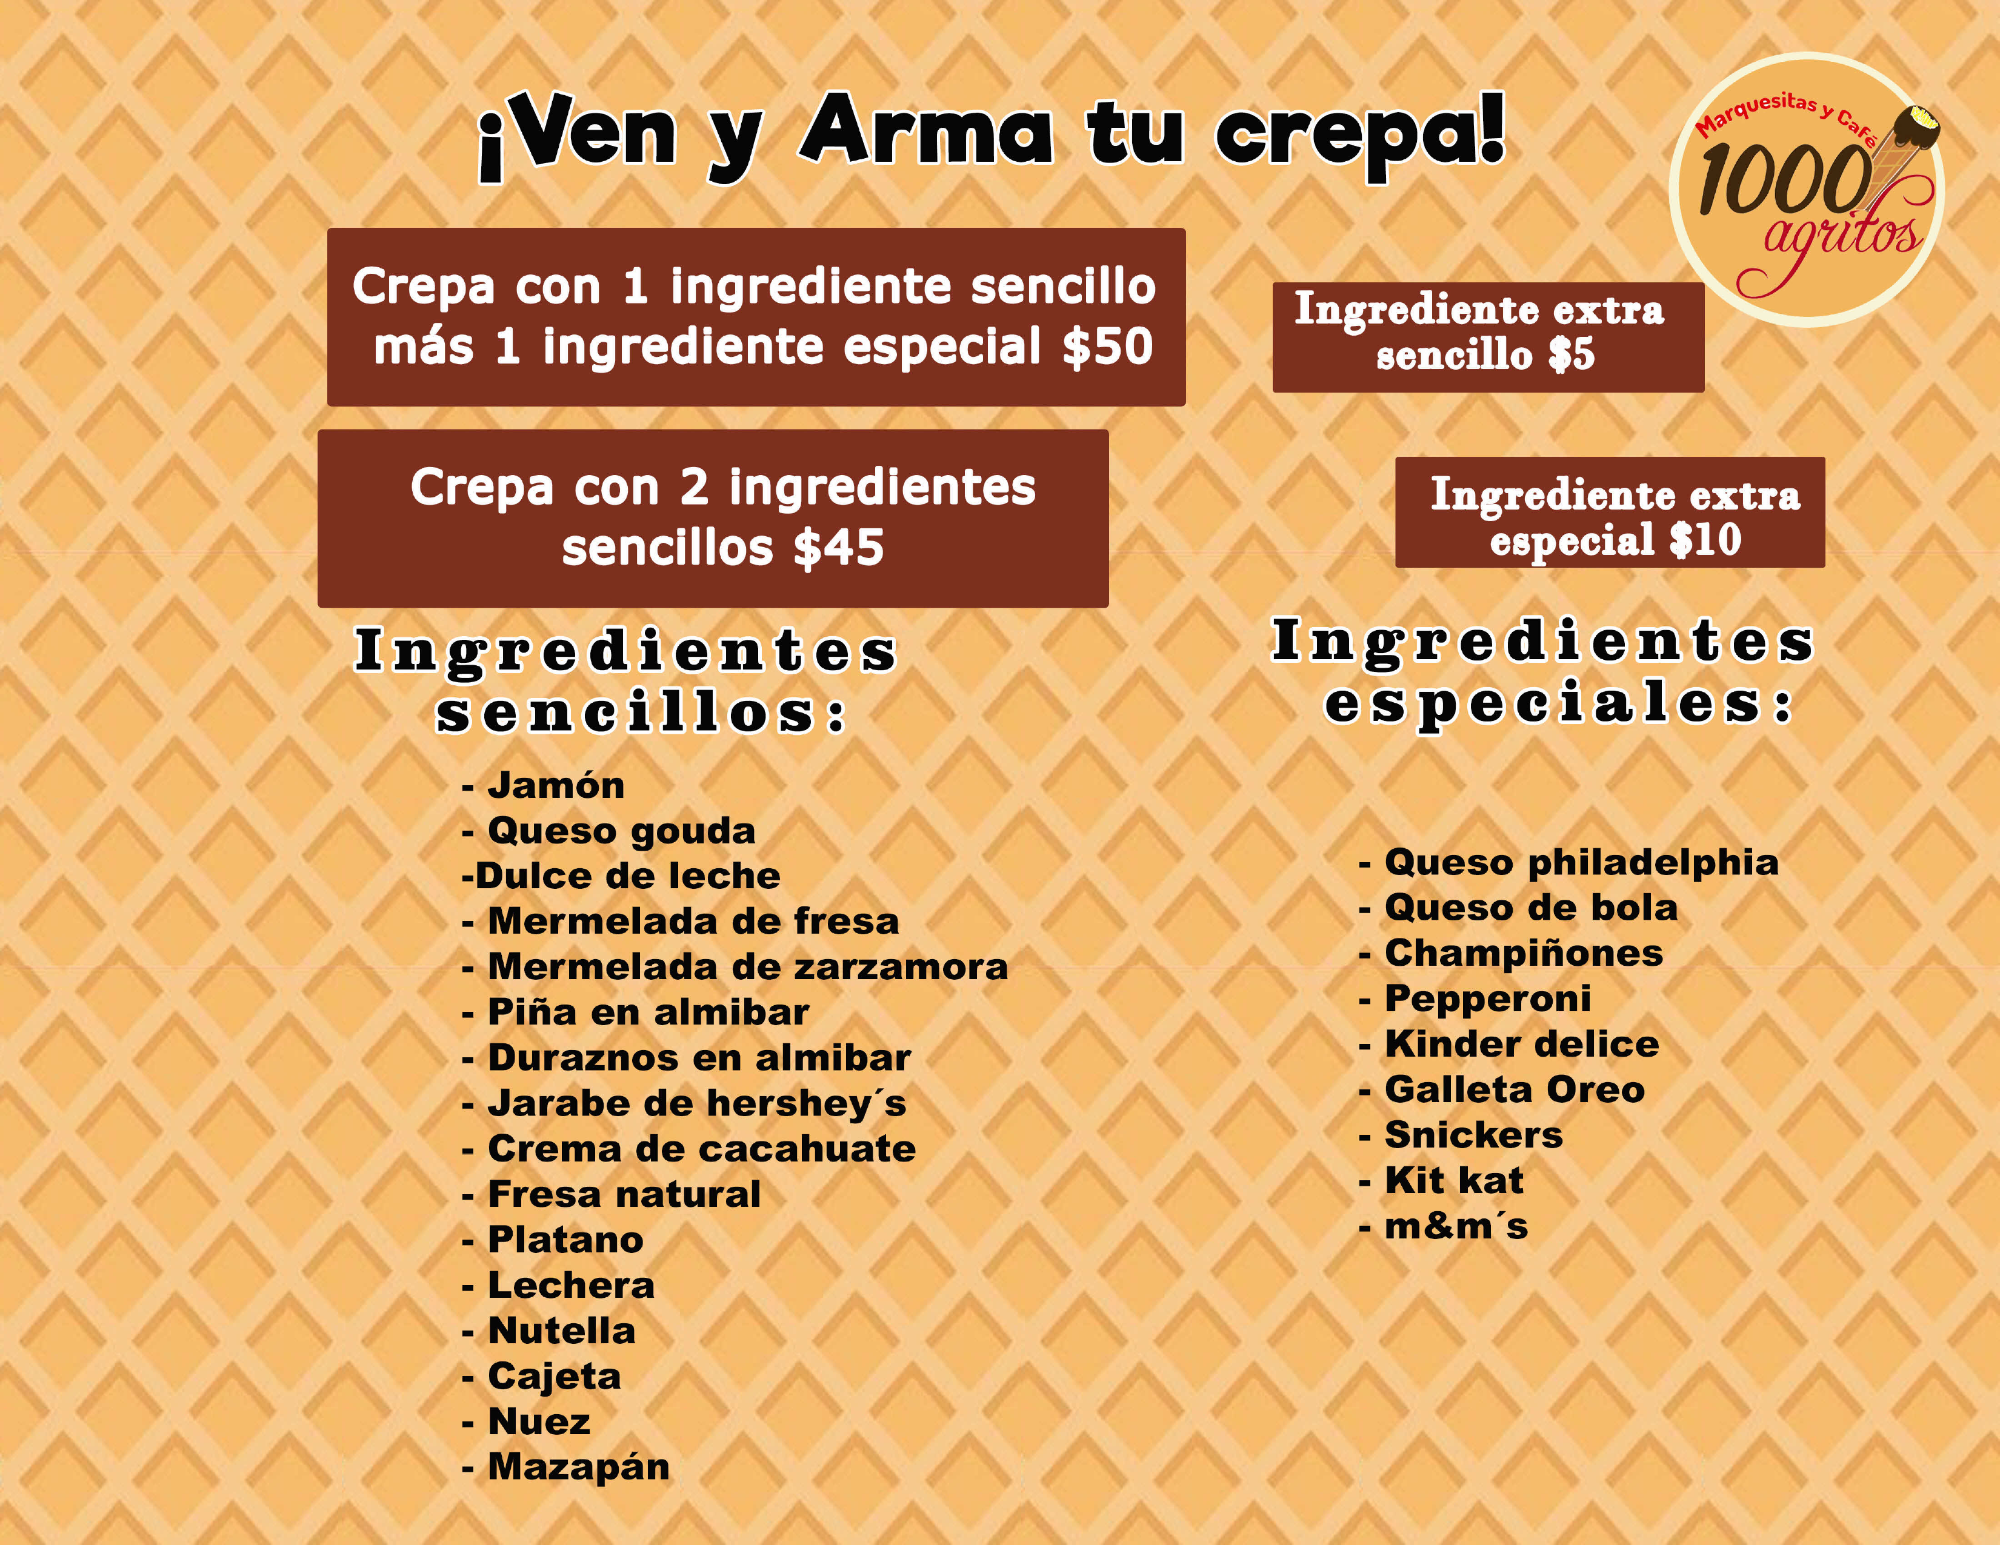 ¡Ven y Arma tu crepa!
Marquesitas y Café
1000
agritos
Crepa con 1 ingrediente sencillo
más 1 ingrediente especial $50
Ingrediente extra
sencillo $5
Crepa con 2 ingredientes
sencillos $45
Ingrediente extra
especial $10
Ingredientes
sencillos:
- Jamón
- Queso gouda
-Dulce de leche
- Mermelada de fresa
- Mermelada de zarzamora
- Piña en almibar
- Duraznos en almibar
- Jarabe de hershey´s
- Crema de cacahuate
- Fresa natural
- Platano
- Lechera
- Nutella
- Cajeta
- Nuez
- Mazapán
Ingredientes
especiales:
- Queso philadelphia
- Queso de bola
- Champiñones
- Pepperoni
- Kinder delice
- Galleta Oreo
- Snickers
- Kit kat
- m&m´s